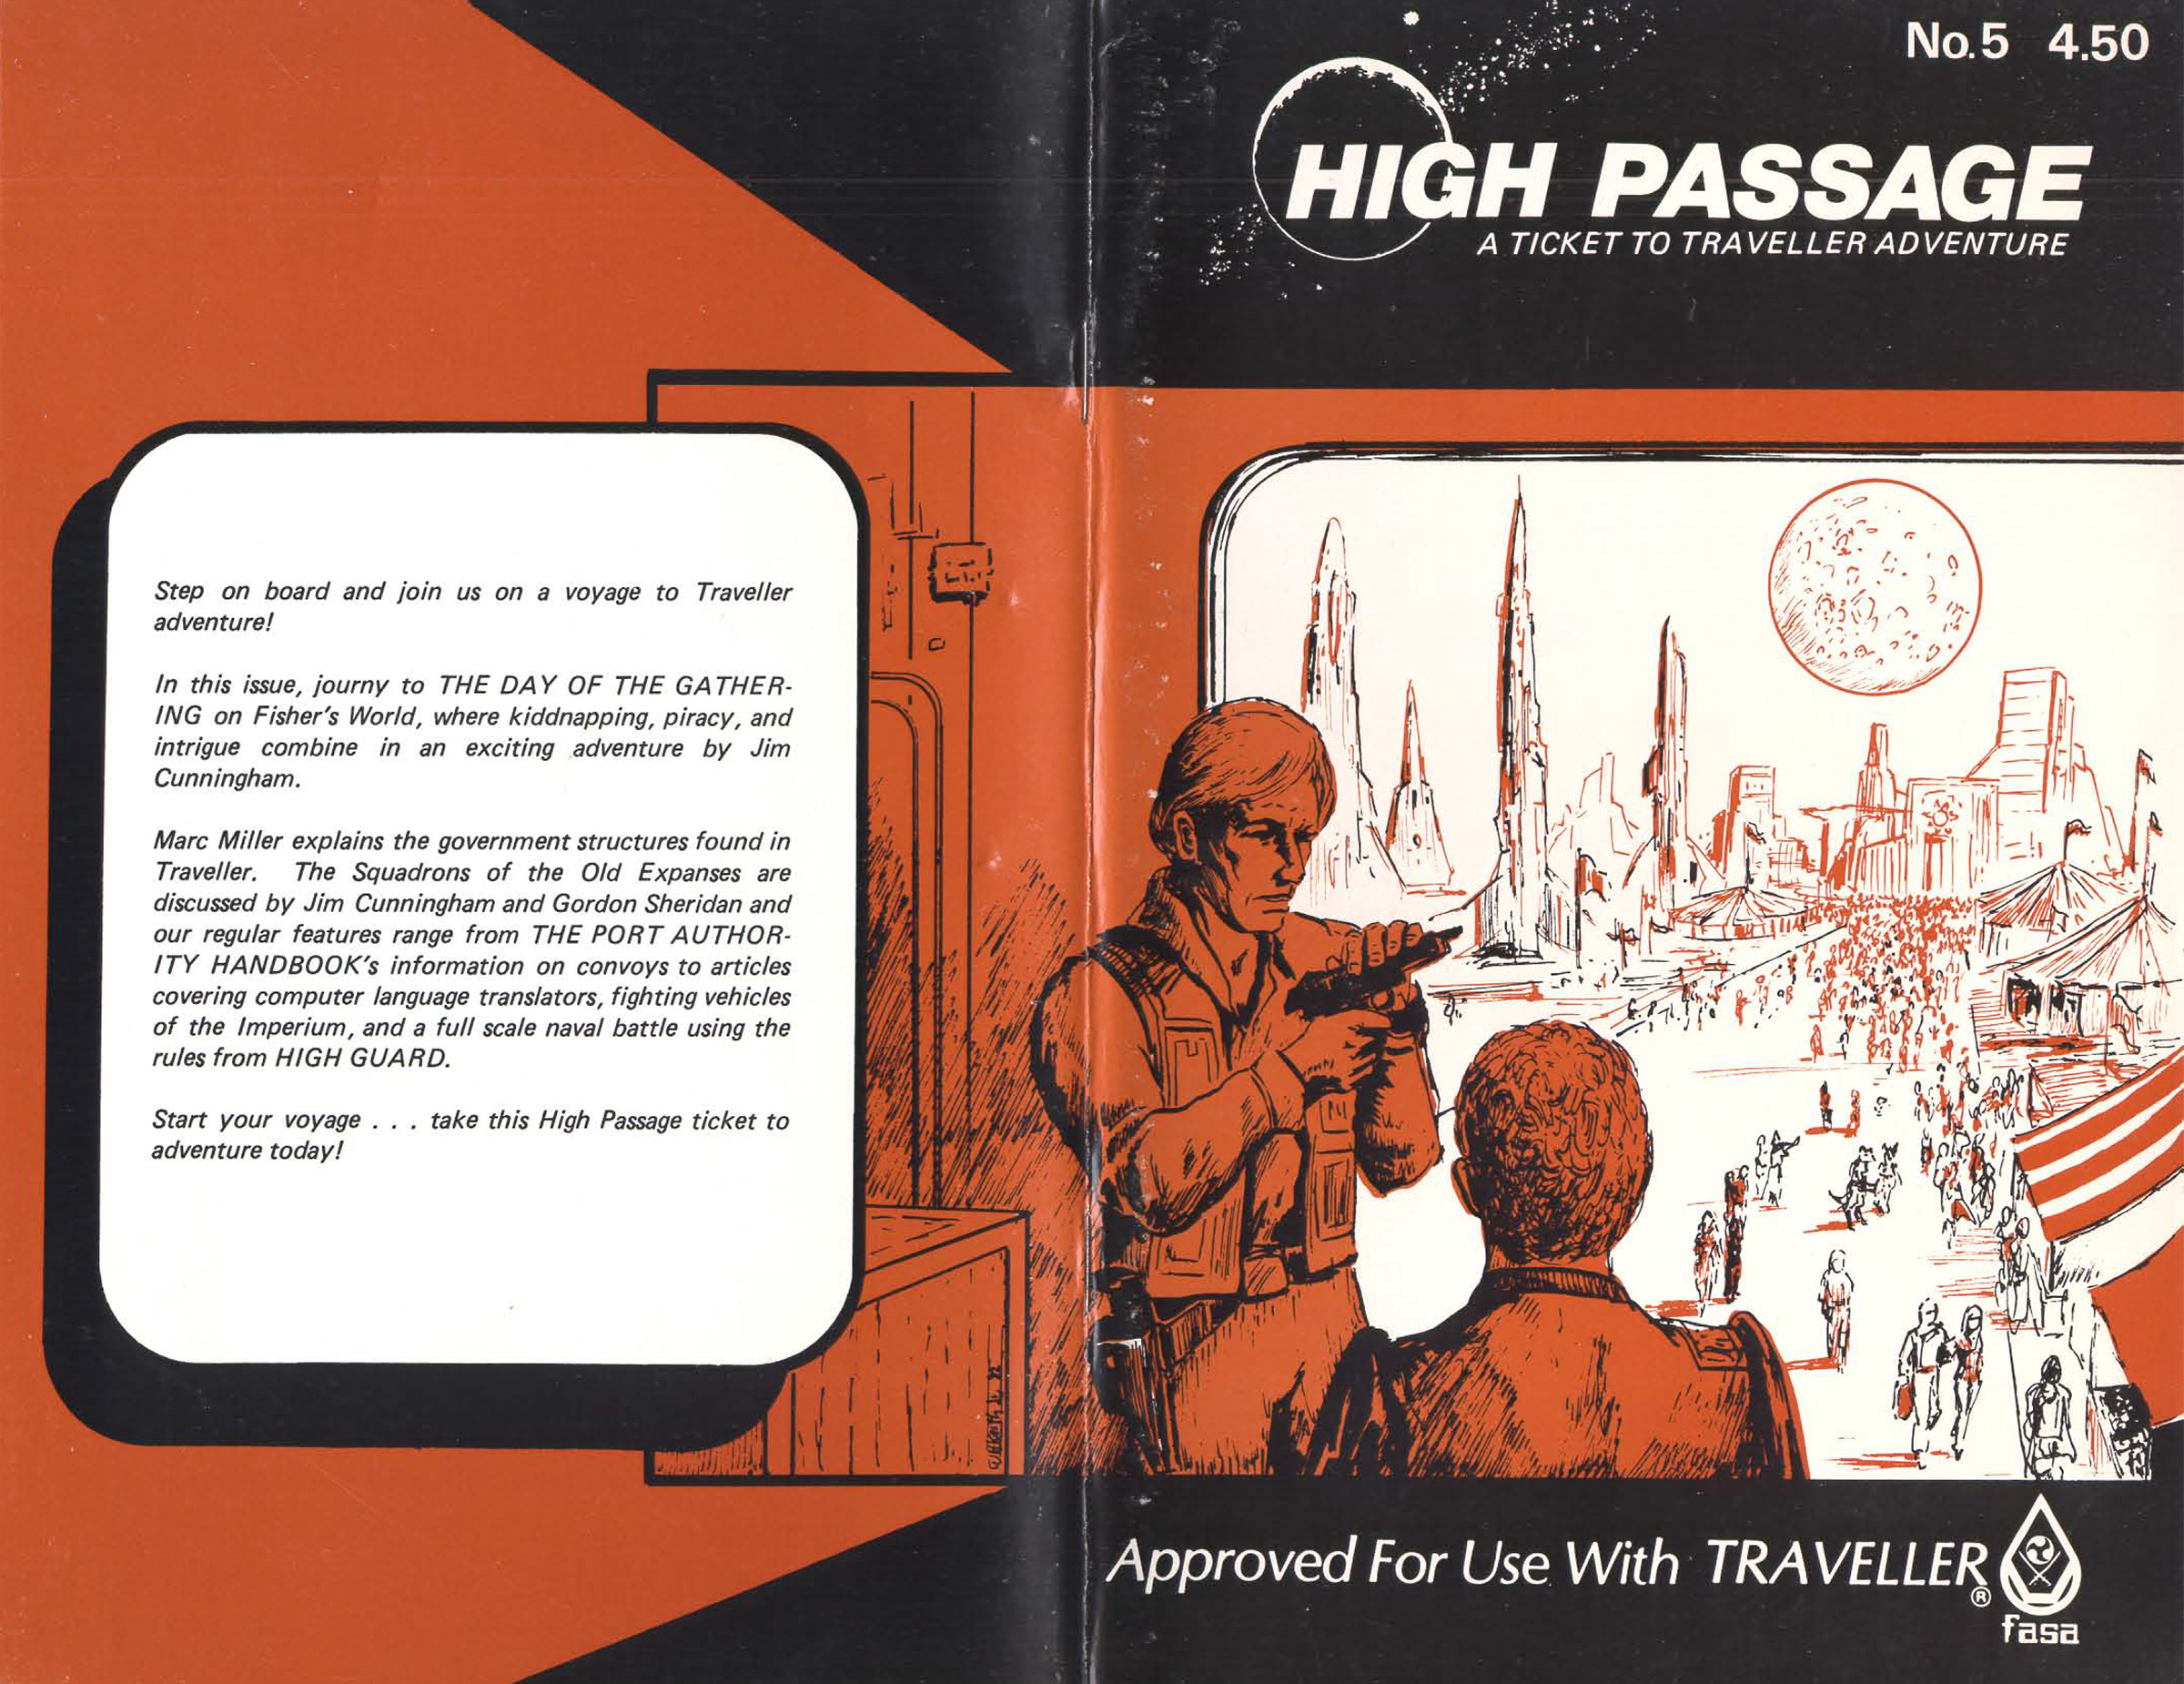 Step on board and join us on a voyage to Traveller
adventure!
In this issue, journy to THE DAY OF THE GATHER-
ING on Fisher's World, where kiddnapping, piracy, and
intrigue combine in an exciting adventure by Jim
Cunningham.
Marc Miller explains the government structures found in
Traveller. The Squadrons of the Old Expanses are
discussed by Jim Cunningham and Gordon Sheridan and
our regular features range from THE PORT AUTHOR-
ITY HANDBOOK's information on convoys to articles
covering computer language translators, fighting vehicles
of the Imperium, and a full scale naval battle using the
rules from HIGH GUARD.
Start your voyage . . . take this High Passage ticket to
adventure today!
No.5 4.50
HIGH PASSAGE
A TICKET TO TRAVELLER ADVENTURE
Approved For Use With TRAVELLER®
fasa